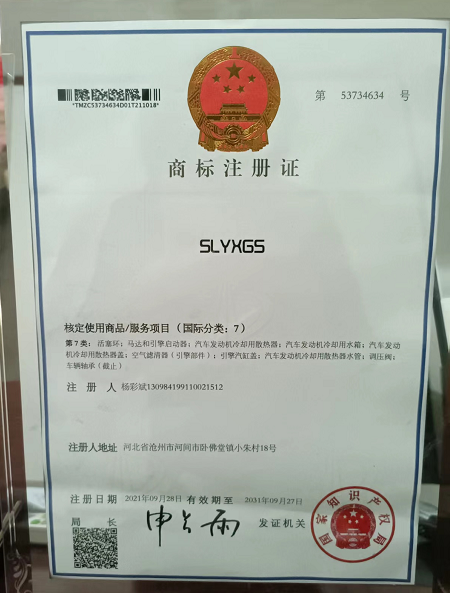 *TMZC53734634D01T211018*
第 53734634 号
商标注册证
SLYXGS
核定使用商品/服务项目（国际分类：7）
第7类：活塞环；马达和引擎启动器；汽车发动机冷却用散热器；汽车发动机冷却用水箱；汽车发动
机冷却用散热器盖；空气滤清器（引擎部件）；引擎汽缸盖；汽车发动机冷却用散热器水管；调压阀；
车辆轴承（截止）
注 册 人 杨彩斌130984199110021512
注册人地址 河北省沧州市河间市卧佛堂镇小朱村18号
注册日期 2021年09月28日 有效期至 2031年09月27日
局 长 申长雨 发证机关
国家知识产权局